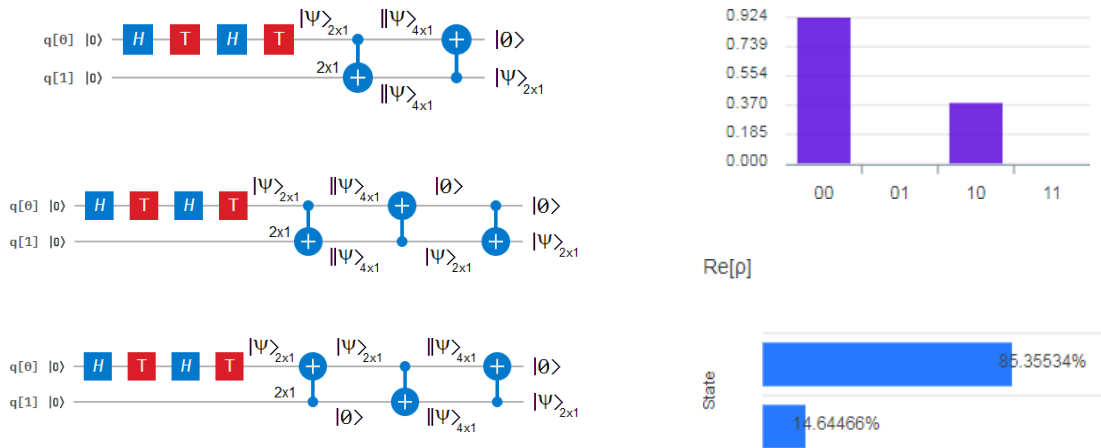 |Ψ>2x1 ‖Ψ>4x1
q[0] |0> H T H T |0>
q[1] |0> 2x1 ‖Ψ>4x1 |Ψ>2x1
|Ψ>2x1 ‖Ψ>4x1 |0>
q[0] |0> H T H T |0>
q[1] |0> 2x1 ‖Ψ>4x1 |Ψ>2x1 |Ψ>2x1
|Ψ>2x1 |Ψ>2x1 ‖Ψ>4x1
q[0] |0> H T H T |0>
q[1] |0> 2x1 |0> ‖Ψ>4x1 |Ψ>2x1
0.924
0.739
0.554
0.370
0.185
0.000
00 01 10 11
Re[ρ]
State
85.35534%
14.64466%